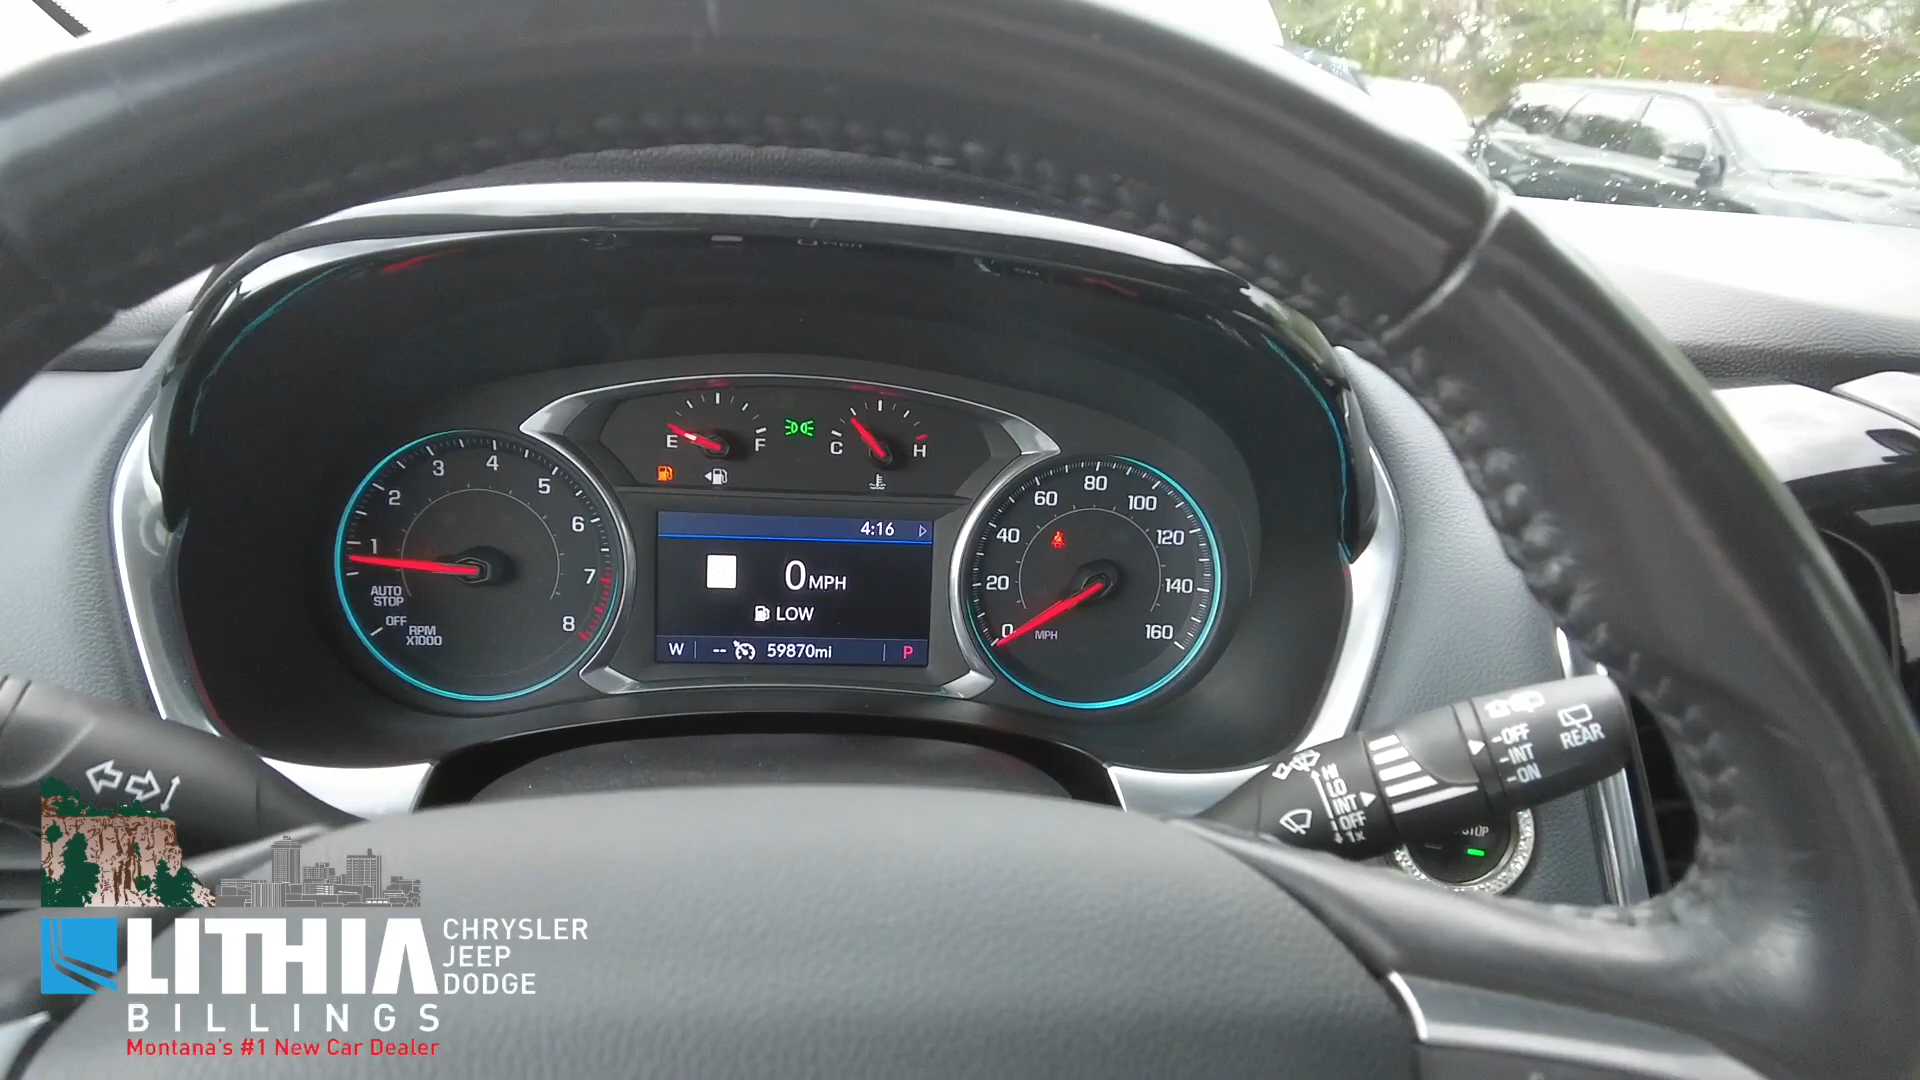 E
F
C
H
1
2
3
4
5
6
7
8
AUTO
STOP
OFF
RPM
X1000
4:16
0 MPH
LOW
W -- 59870mi P
0
20
40
60
80
100
120
140
160
MPH
HI
LO
INT
OFF
1x
OFF
INT
ON
REAR
LITHIA
CHRYSLER
JEEP
DODGE
BILLINGS
Montana's #1 New Car Dealer